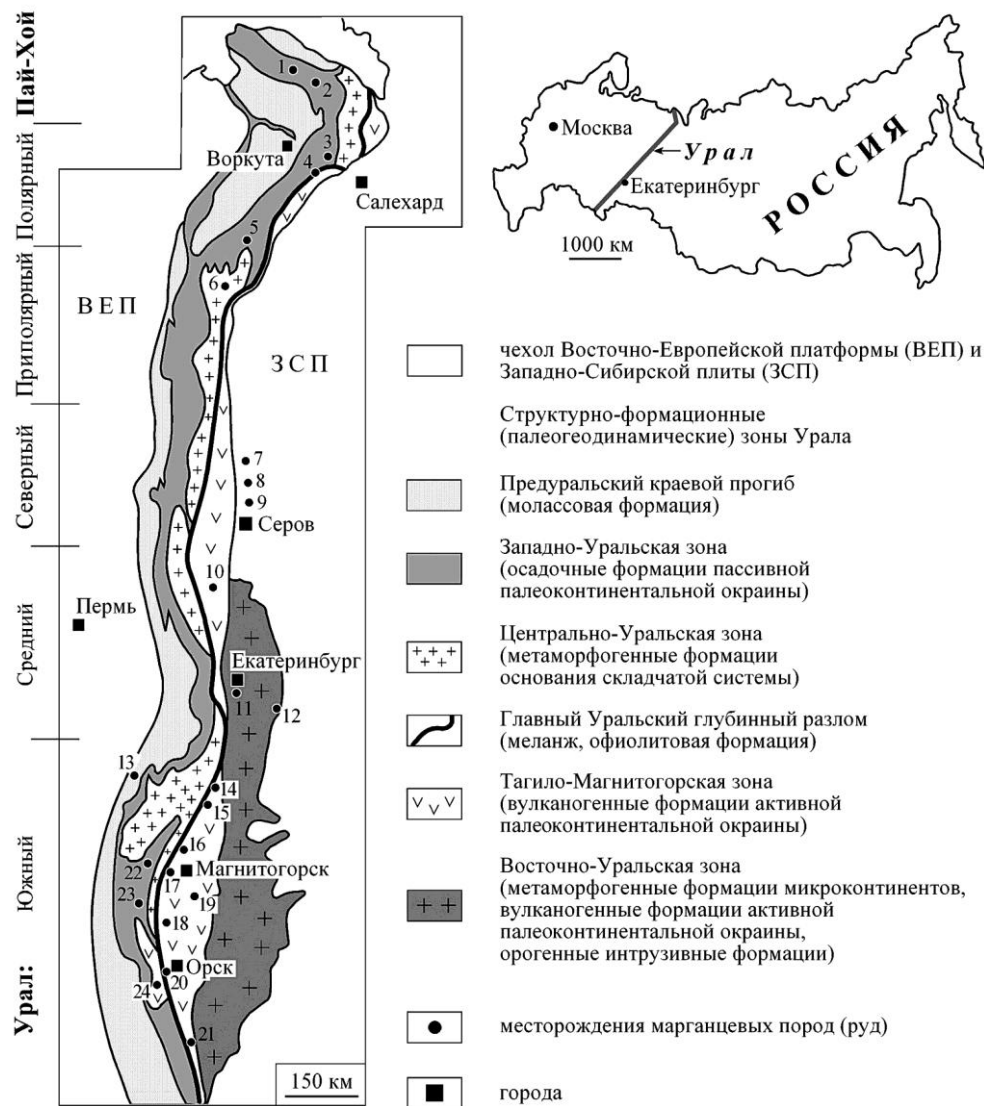 Пай-Хой
Полярный
Приполярный
Северный
Средний
Южный
Урал:
1
2
3
Воркута
4
Салехард
5
6
ВЕП
ЗСП
7
8
9
Серов
10
Пермь
Екатеринбург
11
12
13
14
15
16
22
Магнитогорск
17
23
19
18
Орск
20
24
21
150 км
Москва
Урал
Екатеринбург
РОССИЯ
1000 км
чехол Восточно-Европейской платформы (ВЕП) и
Западно-Сибирской плиты (ЗСП)
Структурно-формационные
(палеогеодинамические) зоны Урала
Предуральский краевой прогиб
(молассовая формация)
Западно-Уральская зона
(осадочные формации пассивной
палеоконтинентальной окраины)
Центрально-Уральская зона
(метаморфогенные формации
основания складчатой системы)
Главный Уральский глубинный разлом
(меланж, офиолитовая формация)
Тагило-Магнитогорская зона
(вулканогенные формации активной
палеоконтинентальной окраины)
Восточно-Уральская зона
(метаморфогенные формации микроконтинентов,
вулканогенные формации активной
палеоконтинентальной окраины,
орогенные интрузивные формации)
месторождения марганцевых пород (руд)
города